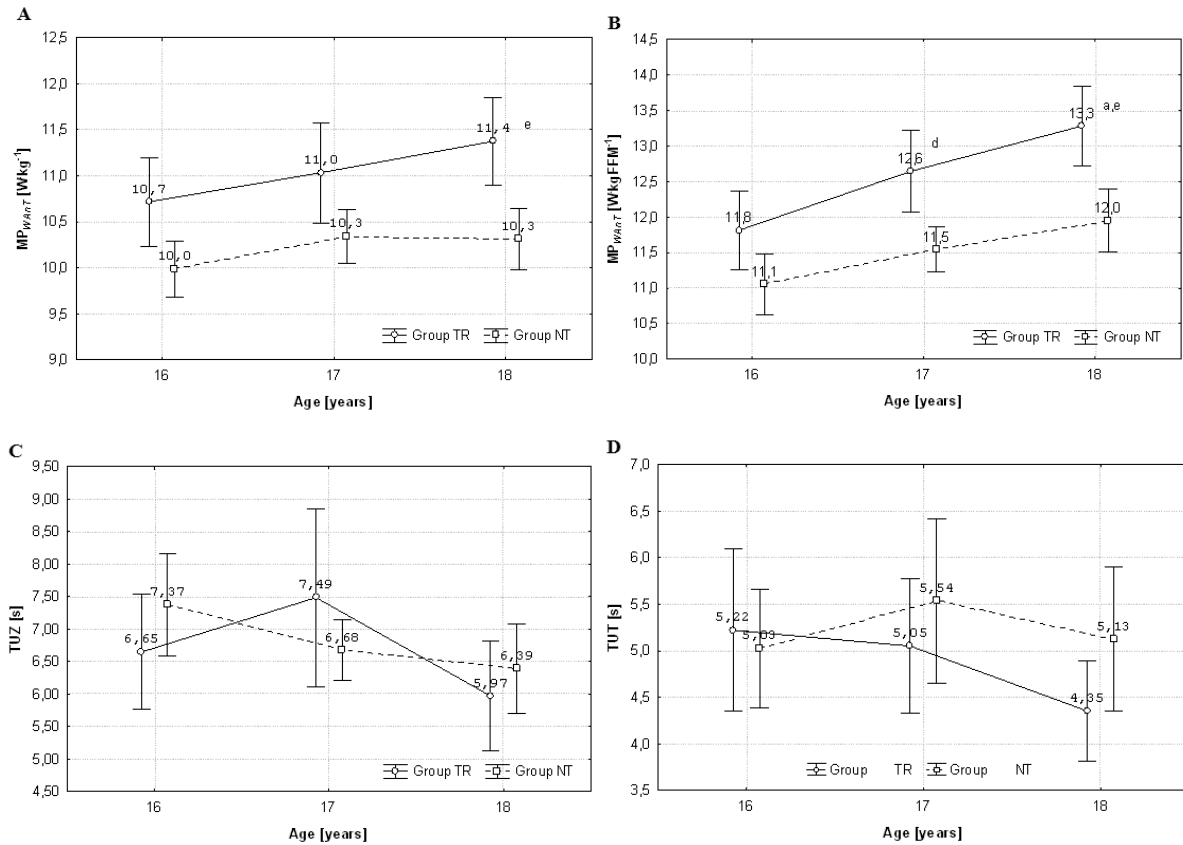 A
MP_WAnT [Wkg⁻¹]
12,5
12,0
11,5
11,0
10,5
10,0
9,5
9,0
10,7
11,0
11,4 e
10,0
10,3
10,3
Group TR Group NT
16 17 18
Age [years]
B
MP_WAnT [WkgFFM⁻¹]
14,5
14,0
13,5
13,0
12,5
12,0
11,5
11,0
10,5
10,0
11,8
12,6 d
13,3 a,e
11,1
11,5
12,0
Group TR Group NT
16 17 18
Age [years]
C
TUZ [s]
9,50
9,00
8,50
8,00
7,50
7,00
6,50
6,00
5,50
5,00
4,50
6,65
7,49
5,97
7,37
6,68
6,39
Group TR Group NT
16 17 18
Age [years]
D
TUT [s]
7,0
6,5
6,0
5,5
5,0
4,5
4,0
3,5
5,22
5,05
4,35
5,03
5,54
5,13
Group TR Group NT
16 17 18
Age [years]